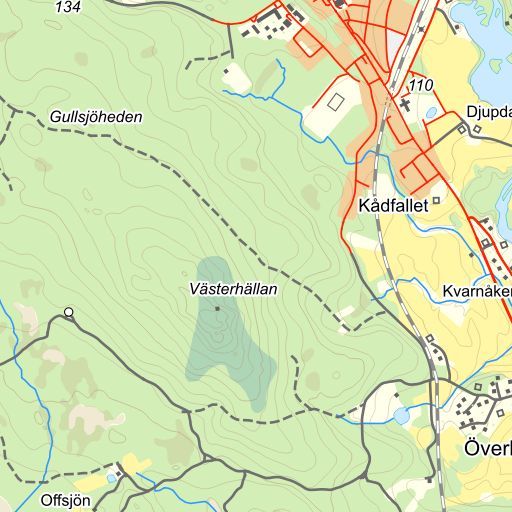 134
110
Djupda
Gullsjöheden
Kådfallet
Västerhällan
Kvarnåker
Överl
Offsjön